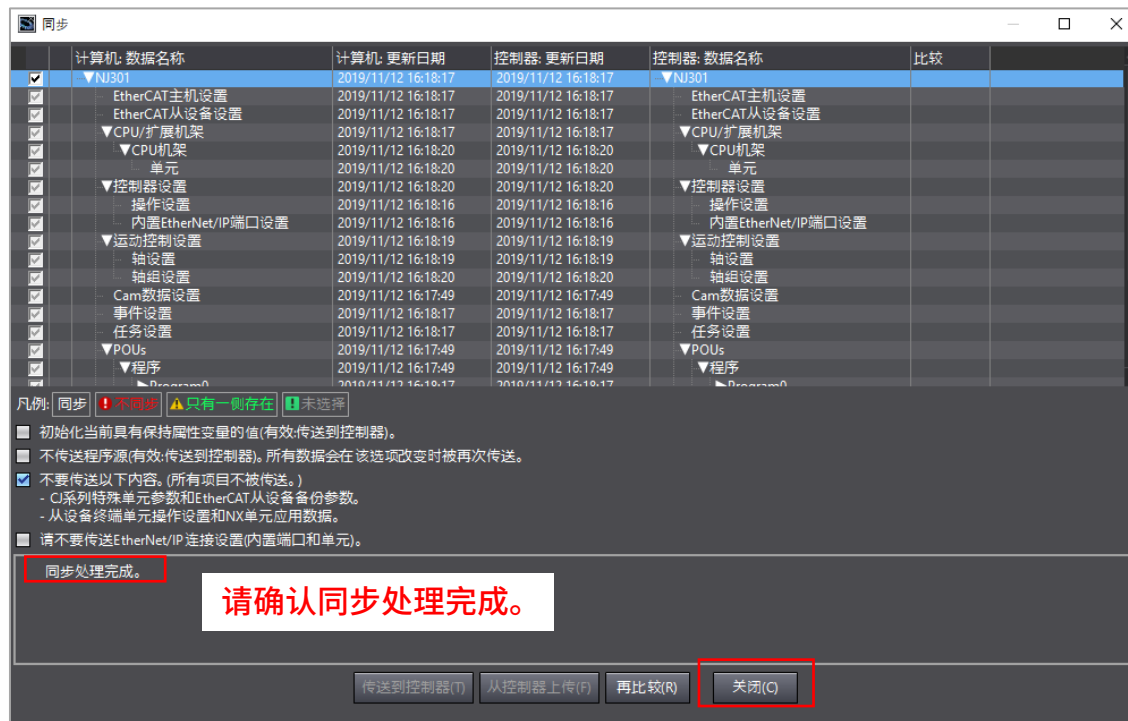 同步
计算机: 数据名称 计算机: 更新日期 控制器: 更新日期 控制器: 数据名称 比较
▼NJ301 2019/11/12 16:18:17 2019/11/12 16:18:17 ▼NJ301
EtherCAT主机设置 2019/11/12 16:18:17 2019/11/12 16:18:17 EtherCAT主机设置
EtherCAT从设备设置 2019/11/12 16:18:17 2019/11/12 16:18:17 EtherCAT从设备设置
▼CPU/扩展机架 2019/11/12 16:18:17 2019/11/12 16:18:17 ▼CPU/扩展机架
▼CPU机架 2019/11/12 16:18:20 2019/11/12 16:18:20 ▼CPU机架
单元 2019/11/12 16:18:20 2019/11/12 16:18:20 单元
▼控制器设置 2019/11/12 16:18:20 2019/11/12 16:18:20 ▼控制器设置
操作设置 2019/11/12 16:18:16 2019/11/12 16:18:16 操作设置
内置EtherNet/IP端口设置 2019/11/12 16:18:16 2019/11/12 16:18:16 内置EtherNet/IP端口设置
▼运动控制设置 2019/11/12 16:18:19 2019/11/12 16:18:19 ▼运动控制设置
轴设置 2019/11/12 16:18:19 2019/11/12 16:18:19 轴设置
轴组设置 2019/11/12 16:18:20 2019/11/12 16:18:20 轴组设置
Cam数据设置 2019/11/12 16:17:49 2019/11/12 16:17:49 Cam数据设置
事件设置 2019/11/12 16:18:17 2019/11/12 16:18:17 事件设置
任务设置 2019/11/12 16:18:17 2019/11/12 16:18:17 任务设置
▼POUs 2019/11/12 16:17:49 2019/11/12 16:17:49 ▼POUs
▼程序 2019/11/12 16:17:49 2019/11/12 16:17:49 ▼程序
▶Program0 2019/11/12 16:18:17 2019/11/12 16:18:17 ▶Program0
凡例: 同步 不同步 只有一侧存在 未选择
初始化当前具有保持属性变量的值(有效:传送到控制器)。
不传送程序源(有效:传送到控制器)。所有数据会在该选项改变时被再次传送。
不要传送以下内容。(所有项目不被传送。)
- CJ系列特殊单元参数和EtherCAT从设备备份参数。
- 从设备终端单元操作设置和NX单元应用数据。
请不要传送EtherNet/IP连接设置(内置端口和单元)。
同步处理完成。
请确认同步处理完成。
传送到控制器(T) 从控制器上传(F) 再比较(R) 关闭(C)